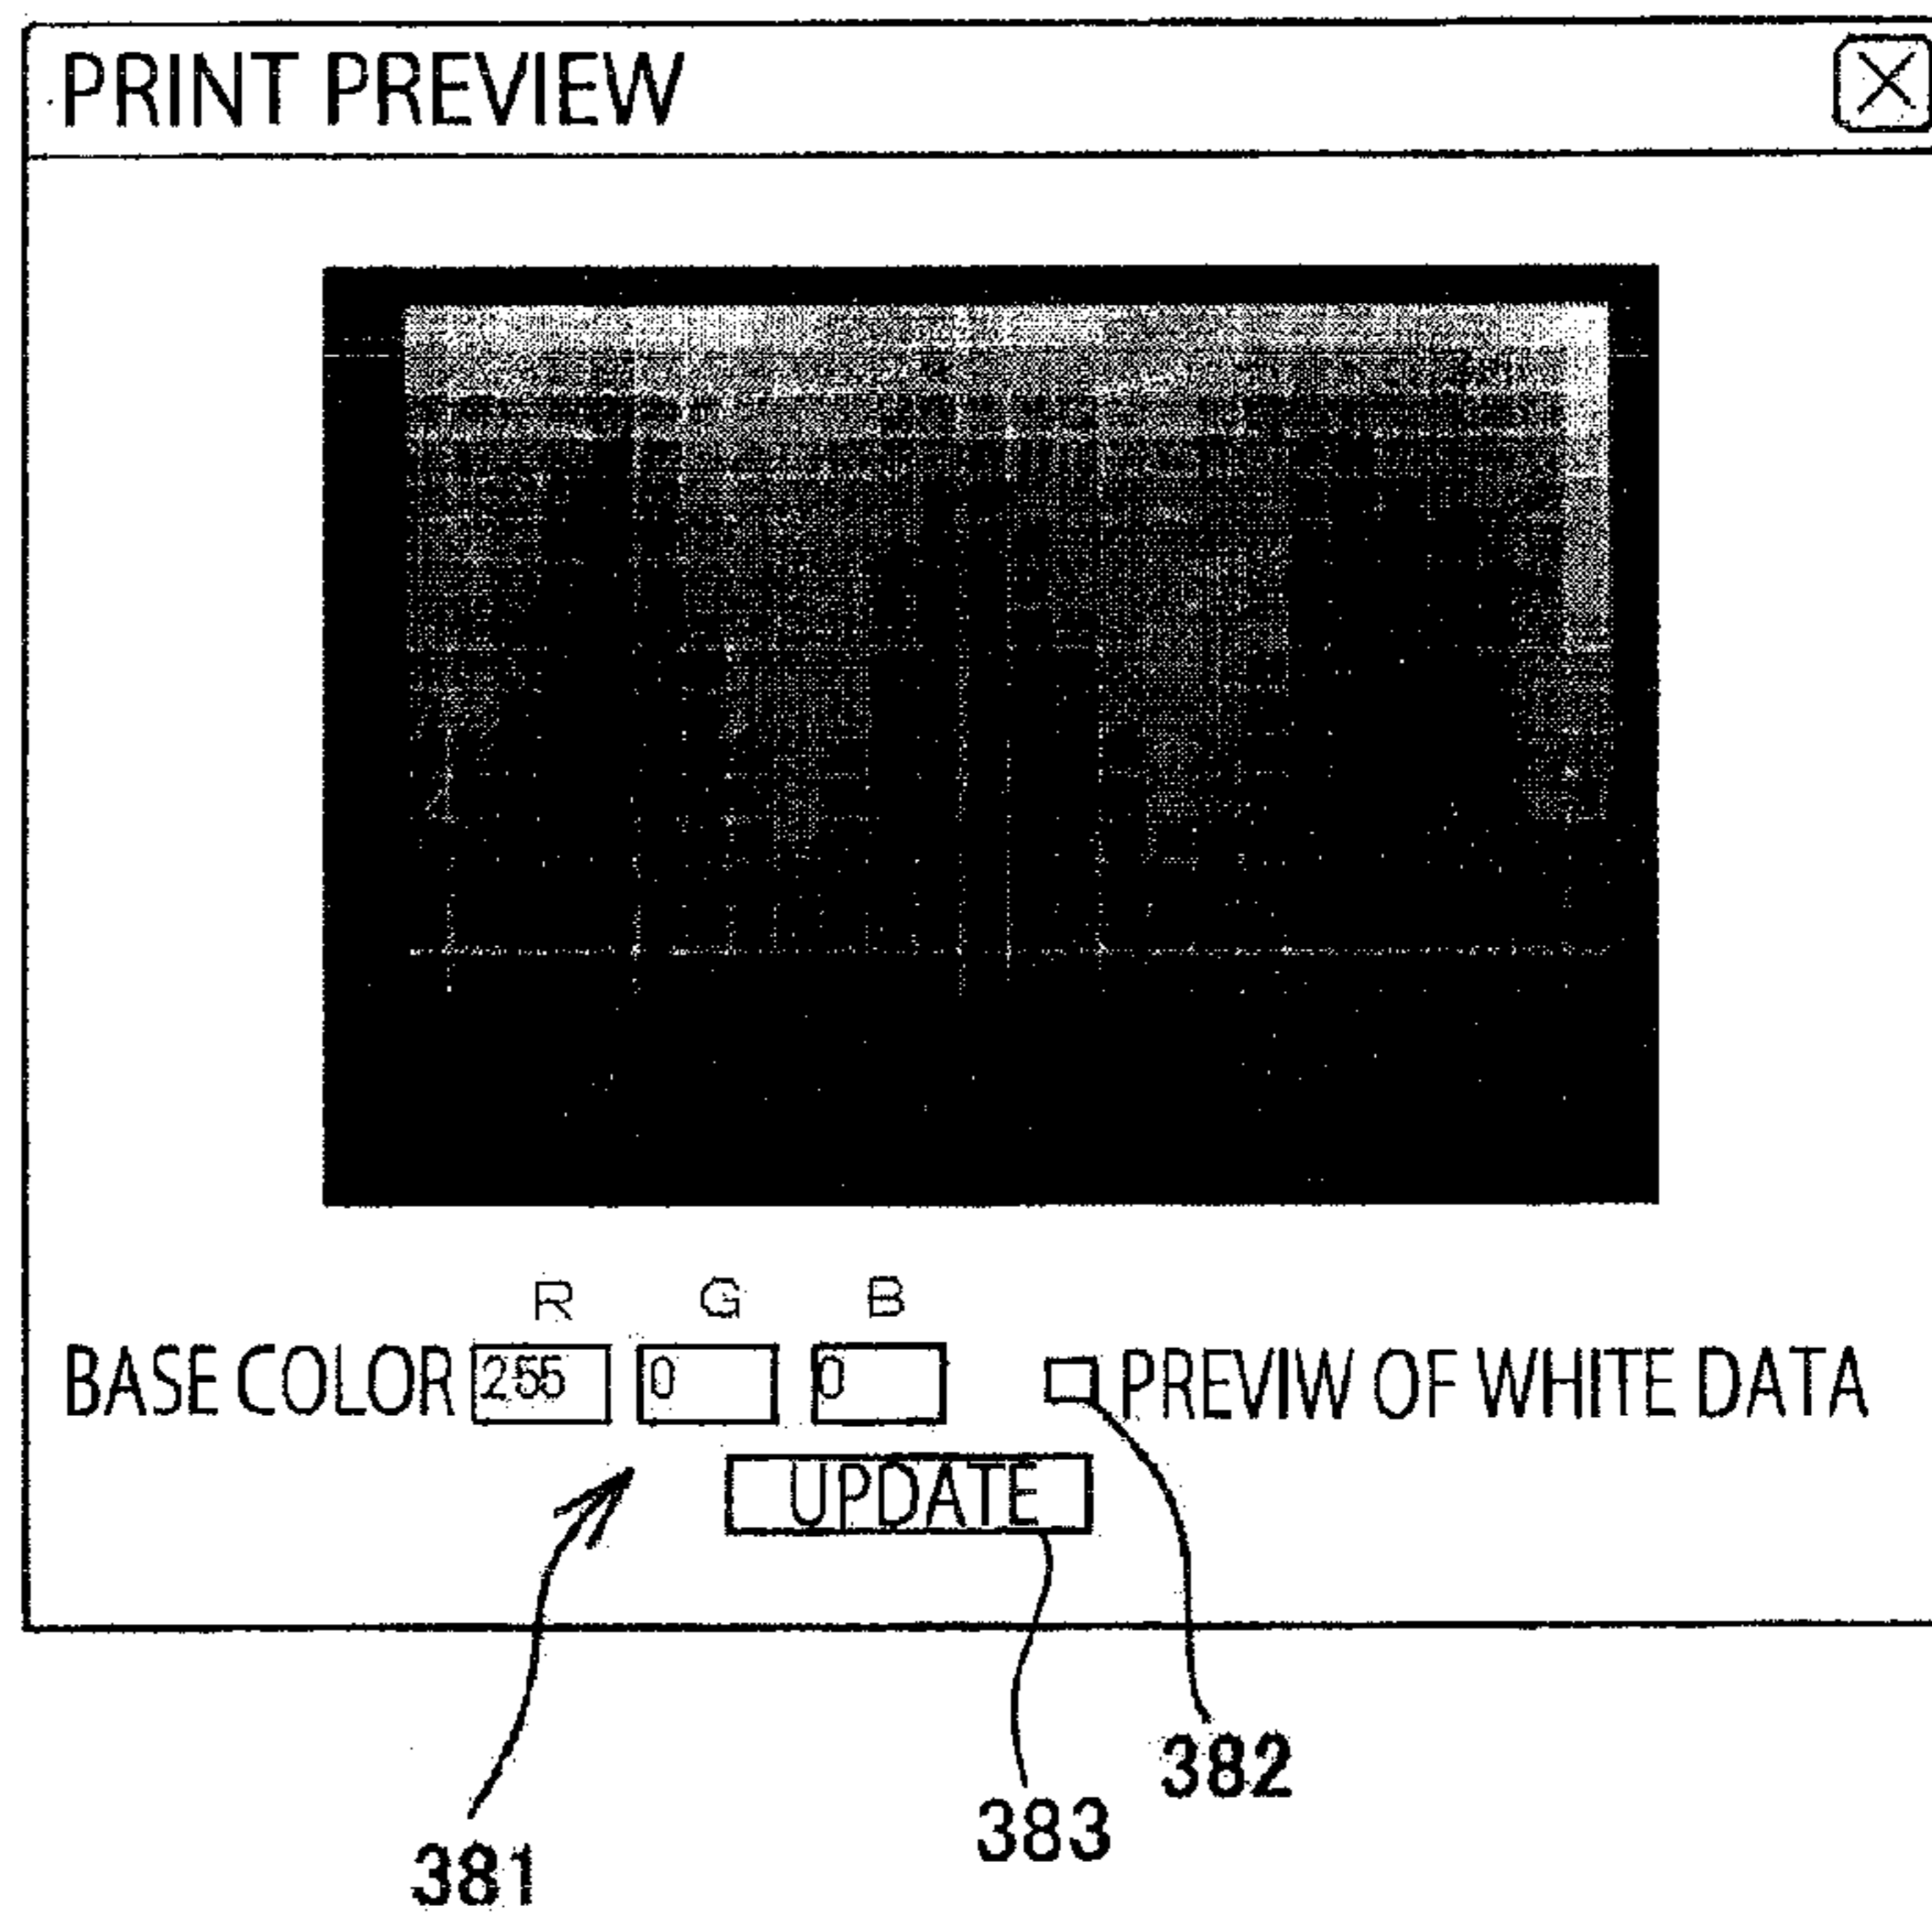 PRINT PREVIEW
R G B
BASE COLOR 255 0 0 PREVIW OF WHITE DATA
UPDATE
382
383
381